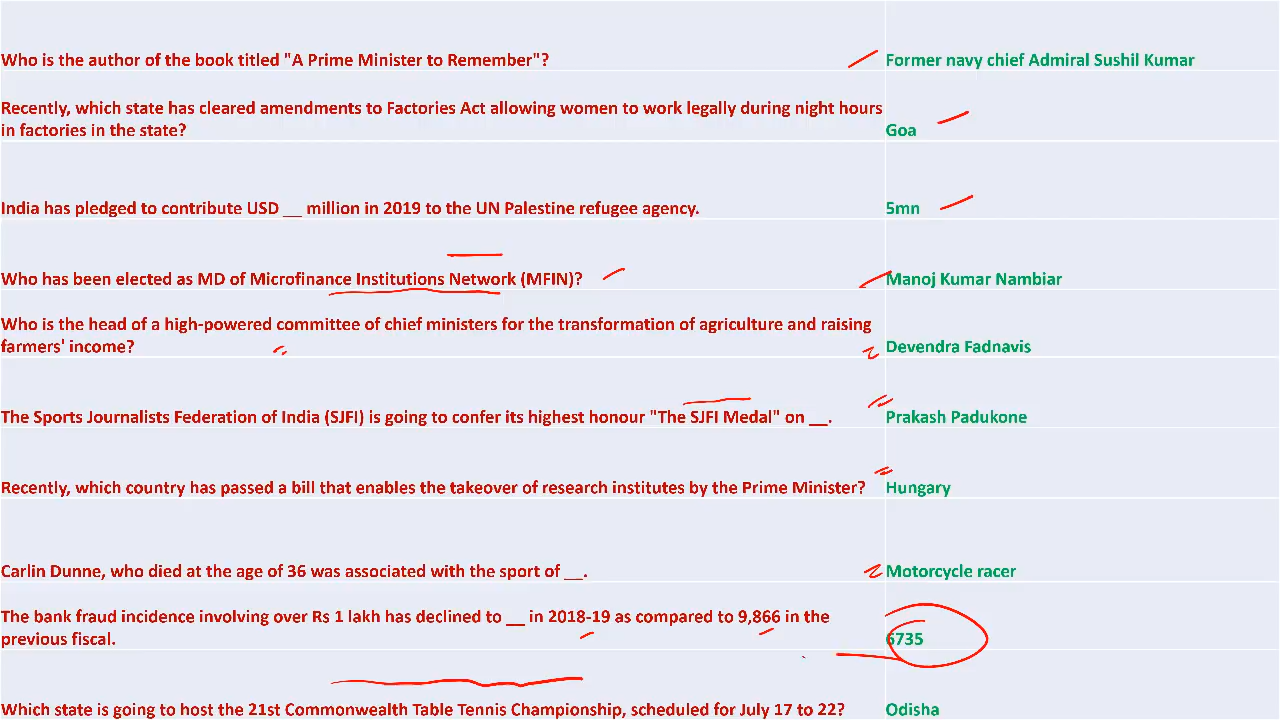 Who is the author of the book titled "A Prime Minister to Remember"? Former navy chief Admiral Sushil Kumar
Recently, which state has cleared amendments to Factories Act allowing women to work legally during night hours
in factories in the state? Goa
India has pledged to contribute USD __ million in 2019 to the UN Palestine refugee agency. 5mn
Who has been elected as MD of Microfinance Institutions Network (MFIN)? Manoj Kumar Nambiar
Who is the head of a high-powered committee of chief ministers for the transformation of agriculture and raising
farmers' income? Devendra Fadnavis
The Sports Journalists Federation of India (SJFI) is going to confer its highest honour "The SJFI Medal" on __. Prakash Padukone
Recently, which country has passed a bill that enables the takeover of research institutes by the Prime Minister? Hungary
Carlin Dunne, who died at the age of 36 was associated with the sport of __. Motorcycle racer
The bank fraud incidence involving over Rs 1 lakh has declined to __ in 2018-19 as compared to 9,866 in the
previous fiscal. 6735
Which state is going to host the 21st Commonwealth Table Tennis Championship, scheduled for July 17 to 22? Odisha